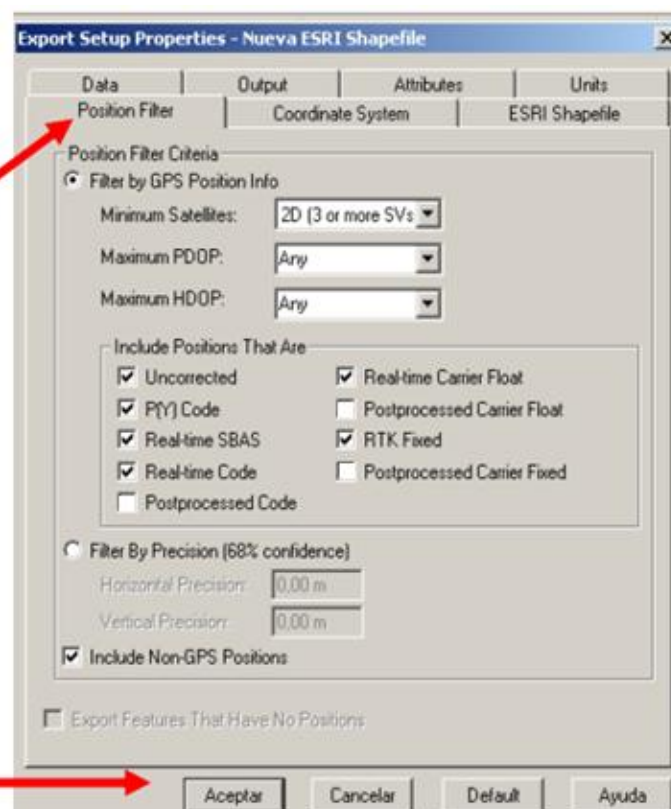 Export Setup Properties - Nueva ESRI Shapefile
Data Output Attributes Units
Position Filter Coordinate System ESRI Shapefile
Position Filter Criteria
Filter by GPS Position Info
Minimum Satellites: 2D (3 or more SVs
Maximum PDOP: Any
Maximum HDOP: Any
Include Positions That Are
Uncorrected Real-time Carrier Float
P(Y) Code Postprocessed Carrier Float
Real-time SBAS RTK Fixed
Real-time Code Postprocessed Carrier Fixed
Postprocessed Code
Filter By Precision (68% confidence)
Horizontal Precision: 0,00 m
Vertical Precision: 0,00 m
Include Non-GPS Positions
Export Features That Have No Positions
Aceptar Cancelar Default Ayuda